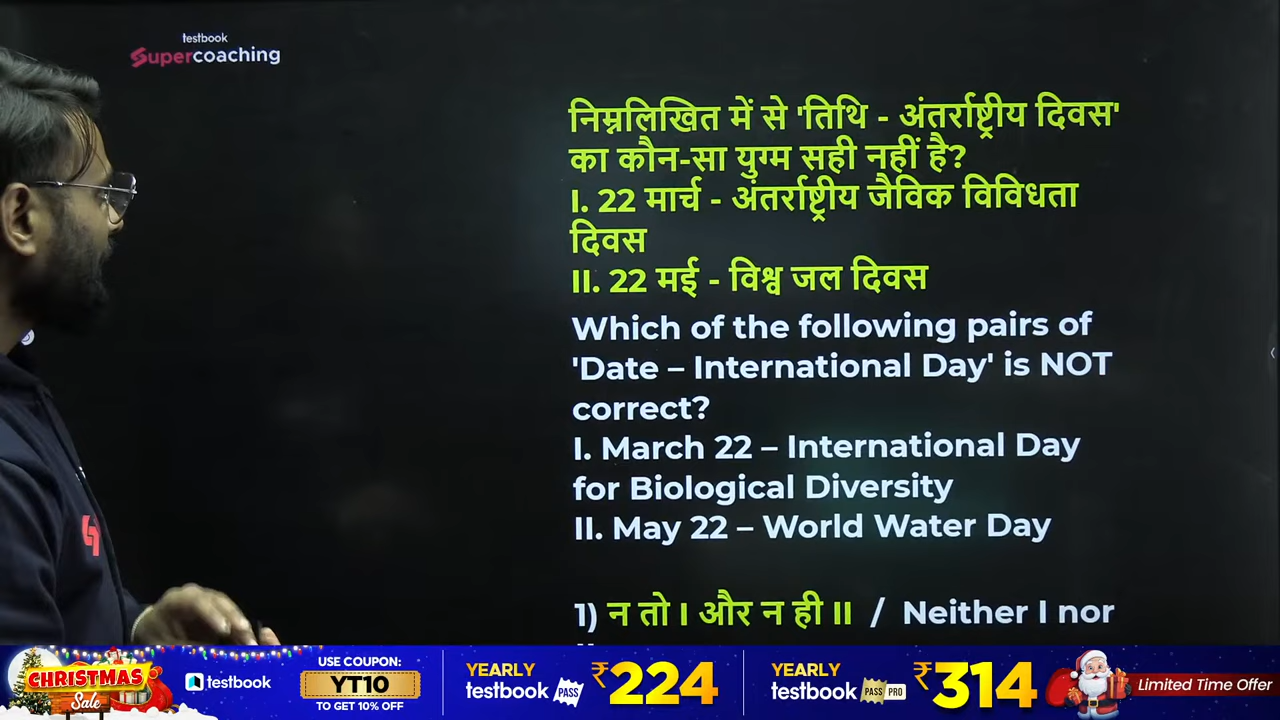 testbook
Supercoaching
निम्नलिखित में से 'तिथि - अंतर्राष्ट्रीय दिवस'
का कौन-सा युग्म सही नहीं है?
I. 22 मार्च - अंतर्राष्ट्रीय जैविक विविधता
दिवस
II. 22 मई - विश्व जल दिवस
Which of the following pairs of
'Date – International Day' is NOT
correct?
I. March 22 – International Day
for Biological Diversity
II. May 22 – World Water Day
1) न तो I और न ही II / Neither I nor
CHRISTMAS
Sale
testbook
USE COUPON:
YT10
TO GET 10% OFF
YEARLY
testbook PASS
₹224
YEARLY
testbook PASS PRO
₹314
Limited Time Offer